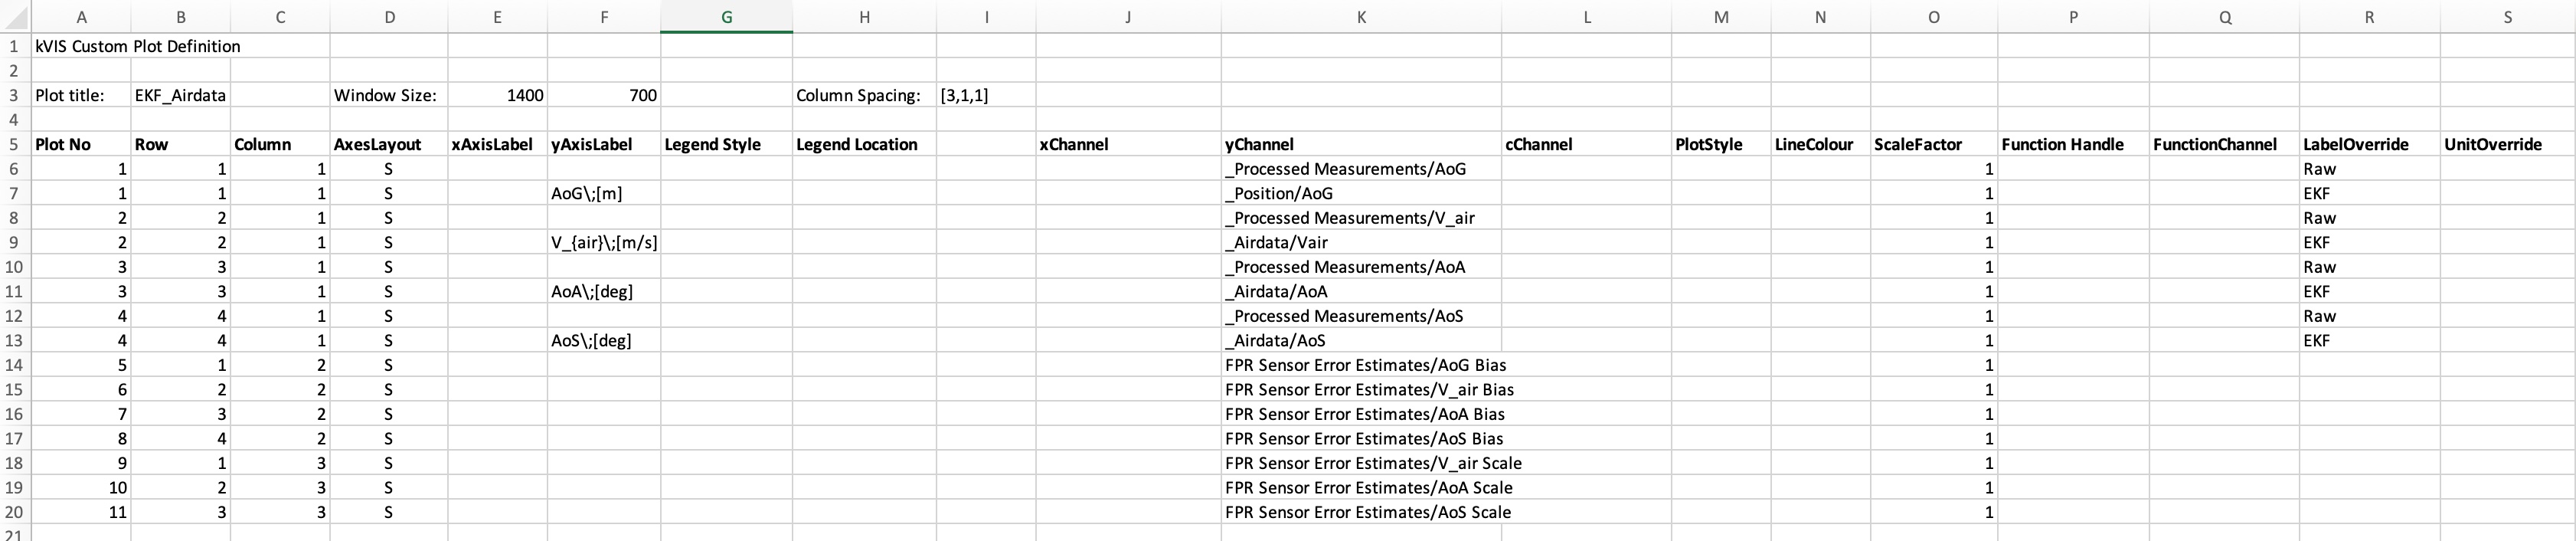 A B C D E F G H I J K L M N O P Q R S
1 kVIS Custom Plot Definition
2
3 Plot title: EKF_Airdata Window Size: 1400 700 Column Spacing: [3,1,1]
4
5 Plot No Row Column AxesLayout xAxisLabel yAxisLabel Legend Style Legend Location xChannel yChannel cChannel PlotStyle LineColour ScaleFactor Function Handle FunctionChannel LabelOverride UnitOverride
6 1 1 1 S _Processed Measurements/AoG 1 Raw
7 1 1 1 S AoG\;[m] _Position/AoG 1 EKF
8 2 2 1 S _Processed Measurements/V_air 1 Raw
9 2 2 1 S V_{air}\;[m/s] _Airdata/Vair 1 EKF
10 3 3 1 S _Processed Measurements/AoA 1 Raw
11 3 3 1 S AoA\;[deg] _Airdata/AoA 1 EKF
12 4 4 1 S _Processed Measurements/AoS 1 Raw
13 4 4 1 S AoS\;[deg] _Airdata/AoS 1 EKF
14 5 1 2 S FPR Sensor Error Estimates/AoG Bias 1
15 6 2 2 S FPR Sensor Error Estimates/V_air Bias 1
16 7 3 2 S FPR Sensor Error Estimates/AoA Bias 1
17 8 4 2 S FPR Sensor Error Estimates/AoS Bias 1
18 9 1 3 S FPR Sensor Error Estimates/V_air Scale 1
19 10 2 3 S FPR Sensor Error Estimates/AoA Scale 1
20 11 3 3 S FPR Sensor Error Estimates/AoS Scale 1
21